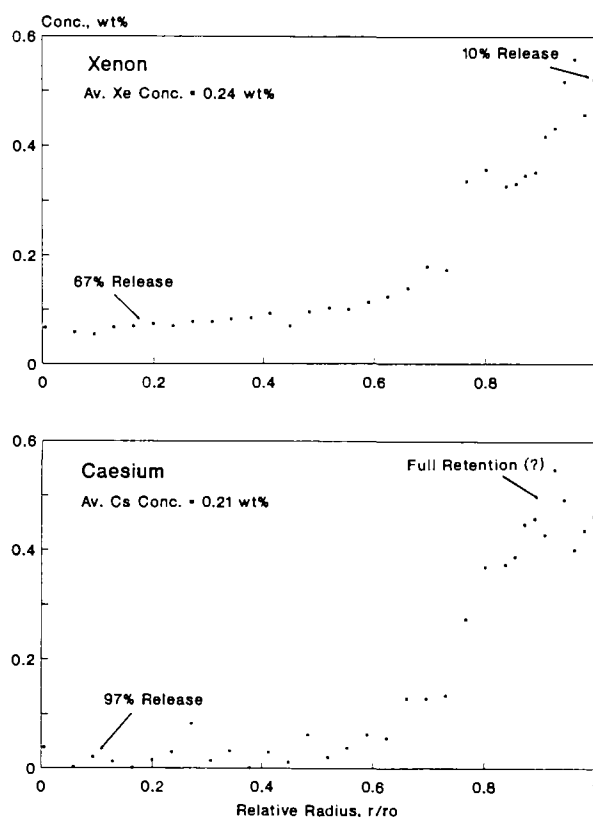 Conc., wt%
0.6
Xenon
10% Release
Av. Xe Conc. = 0.24 wt%
0.4
0.2
67% Release
0
0 0.2 0.4 0.6 0.8
0.6
Caesium
Full Retention (?)
Av. Cs Conc. = 0.21 wt%
0.4
0.2
97% Release
0
0 0.2 0.4 0.6 0.8
Relative Radius, r/ro